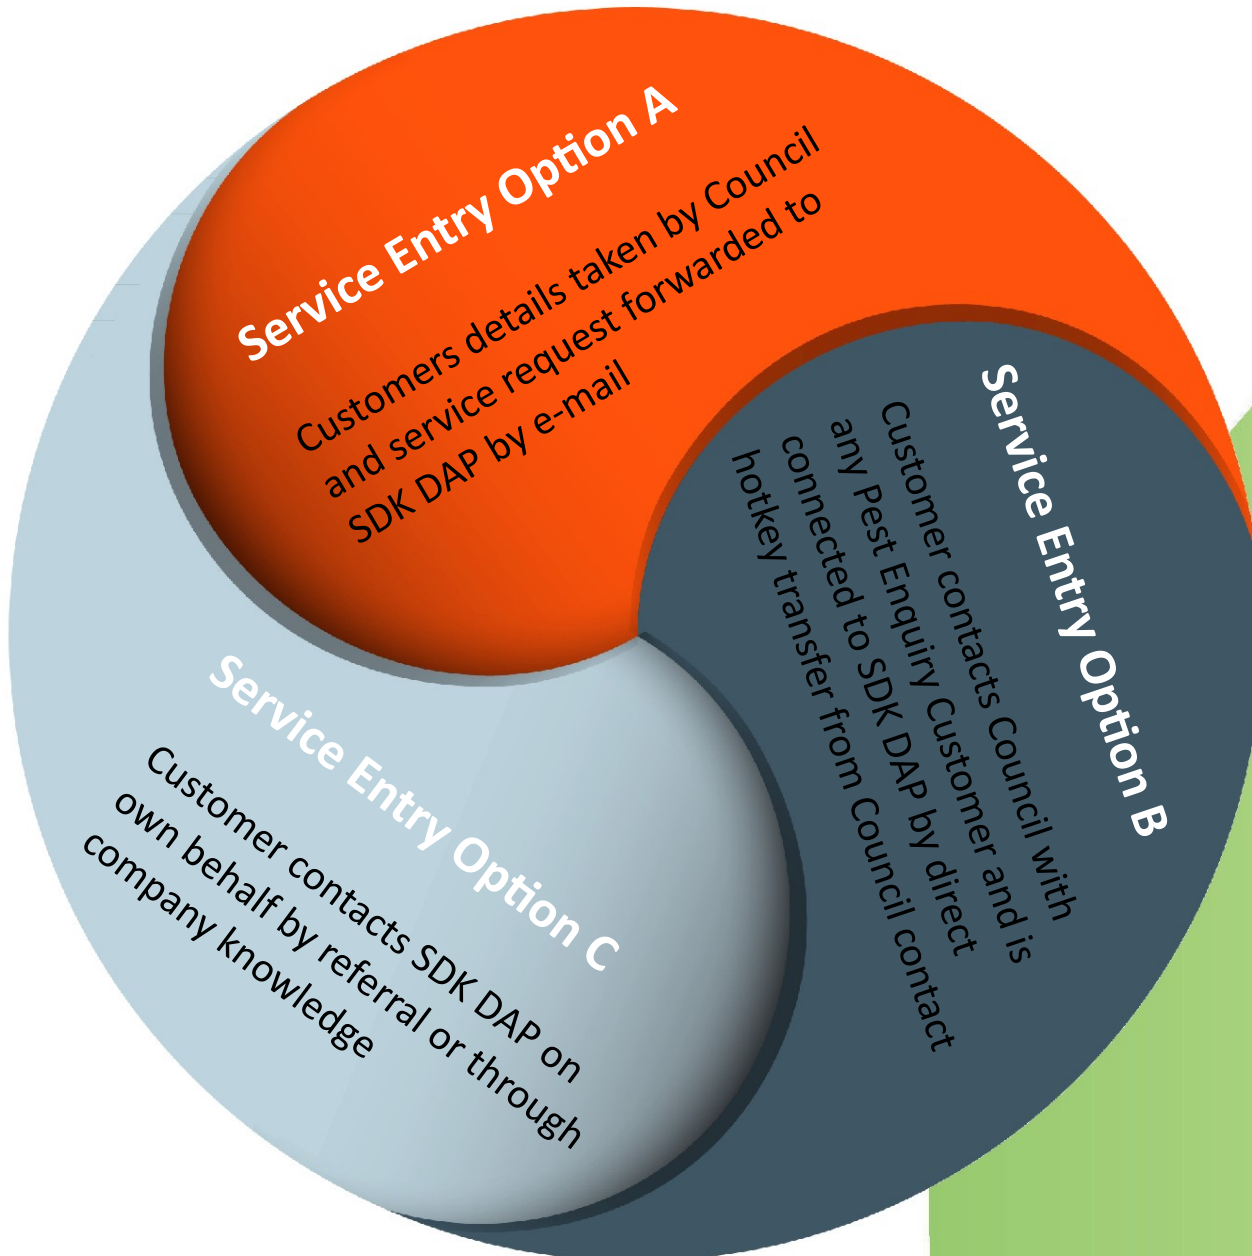 Service Entry Option A
Customers details taken by Council
and service request forwarded to
SDK DAP by e-mail
Service Entry Option B
Customer contacts Council with
any Pest Enquiry Customer and is
connected to SDK DAP by direct
hotkey transfer from Council contact
Service Entry Option C
Customer contacts SDK DAP on
own behalf by referral or through
company knowledge